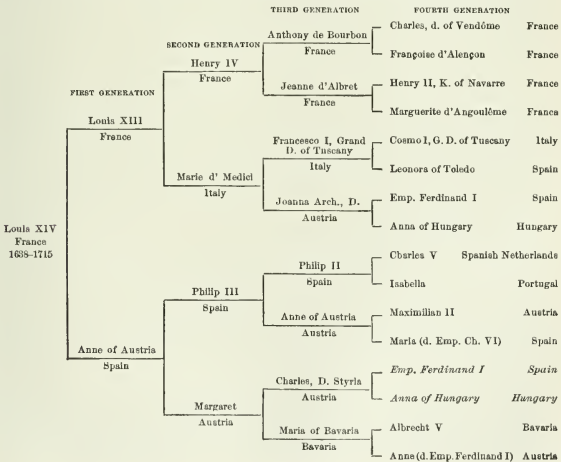 THIRD GENERATION
FOURTH GENERATION
SECOND GENERATION
FIRST GENERATION
Charles, d. of Vendôme France
Anthony de Bourbon
France
Françoise d'Alençon France
Henry IV
France
Henry II, K. of Navarre France
Jeanne d'Albret
France
Marguerite d'Angoulême France
Louis XIII
France
Francesco I, Grand
D. of Tuscany
Italy
Cosmo I, G. D. of Tuscany Italy
Leonora of Toledo Spain
Marie d' Medici
Italy
Joanna Arch., D.
Austria
Emp. Ferdinand I Spain
Anna of Hungary Hungary
Louis XIV
France
1638–1715
Charles V Spanish Netherlands
Philip II
Spain
Isabella Portugal
Philip III
Spain
Maximilian II Austria
Anne of Austria
Austria
Maria (d. Emp. Ch. VI) Spain
Anne of Austria
Spain
Emp. Ferdinand I Spain
Charles, D. Styria
Austria
Anna of Hungary Hungary
Margaret
Austria
Albrecht V Bavaria
Maria of Bavaria
Bavaria
Anne (d. Emp. Ferdinand I) Austria